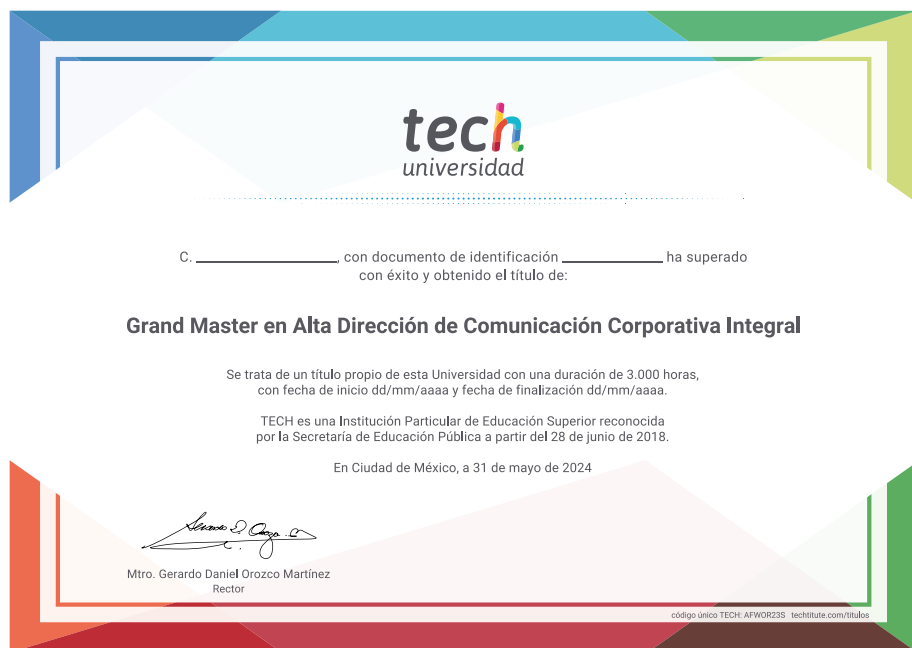 tech
universidad
C. ____________, con documento de identificación ____________ ha superado
con éxito y obtenido el título de:
Grand Master en Alta Dirección de Comunicación Corporativa Integral
Se trata de un título propio de esta Universidad con una duración de 3.000 horas,
con fecha de inicio dd/mm/aaaa y fecha de finalización dd/mm/aaaa.
TECH es una Institución Particular de Educación Superior reconocida
por la Secretaría de Educación Pública a partir del 28 de junio de 2018.
En Ciudad de México, a 31 de mayo de 2024
Mtro. Gerardo Daniel Orozco Martínez
Rector
código único TECH: AFWOR23S techtitute.com/titulos